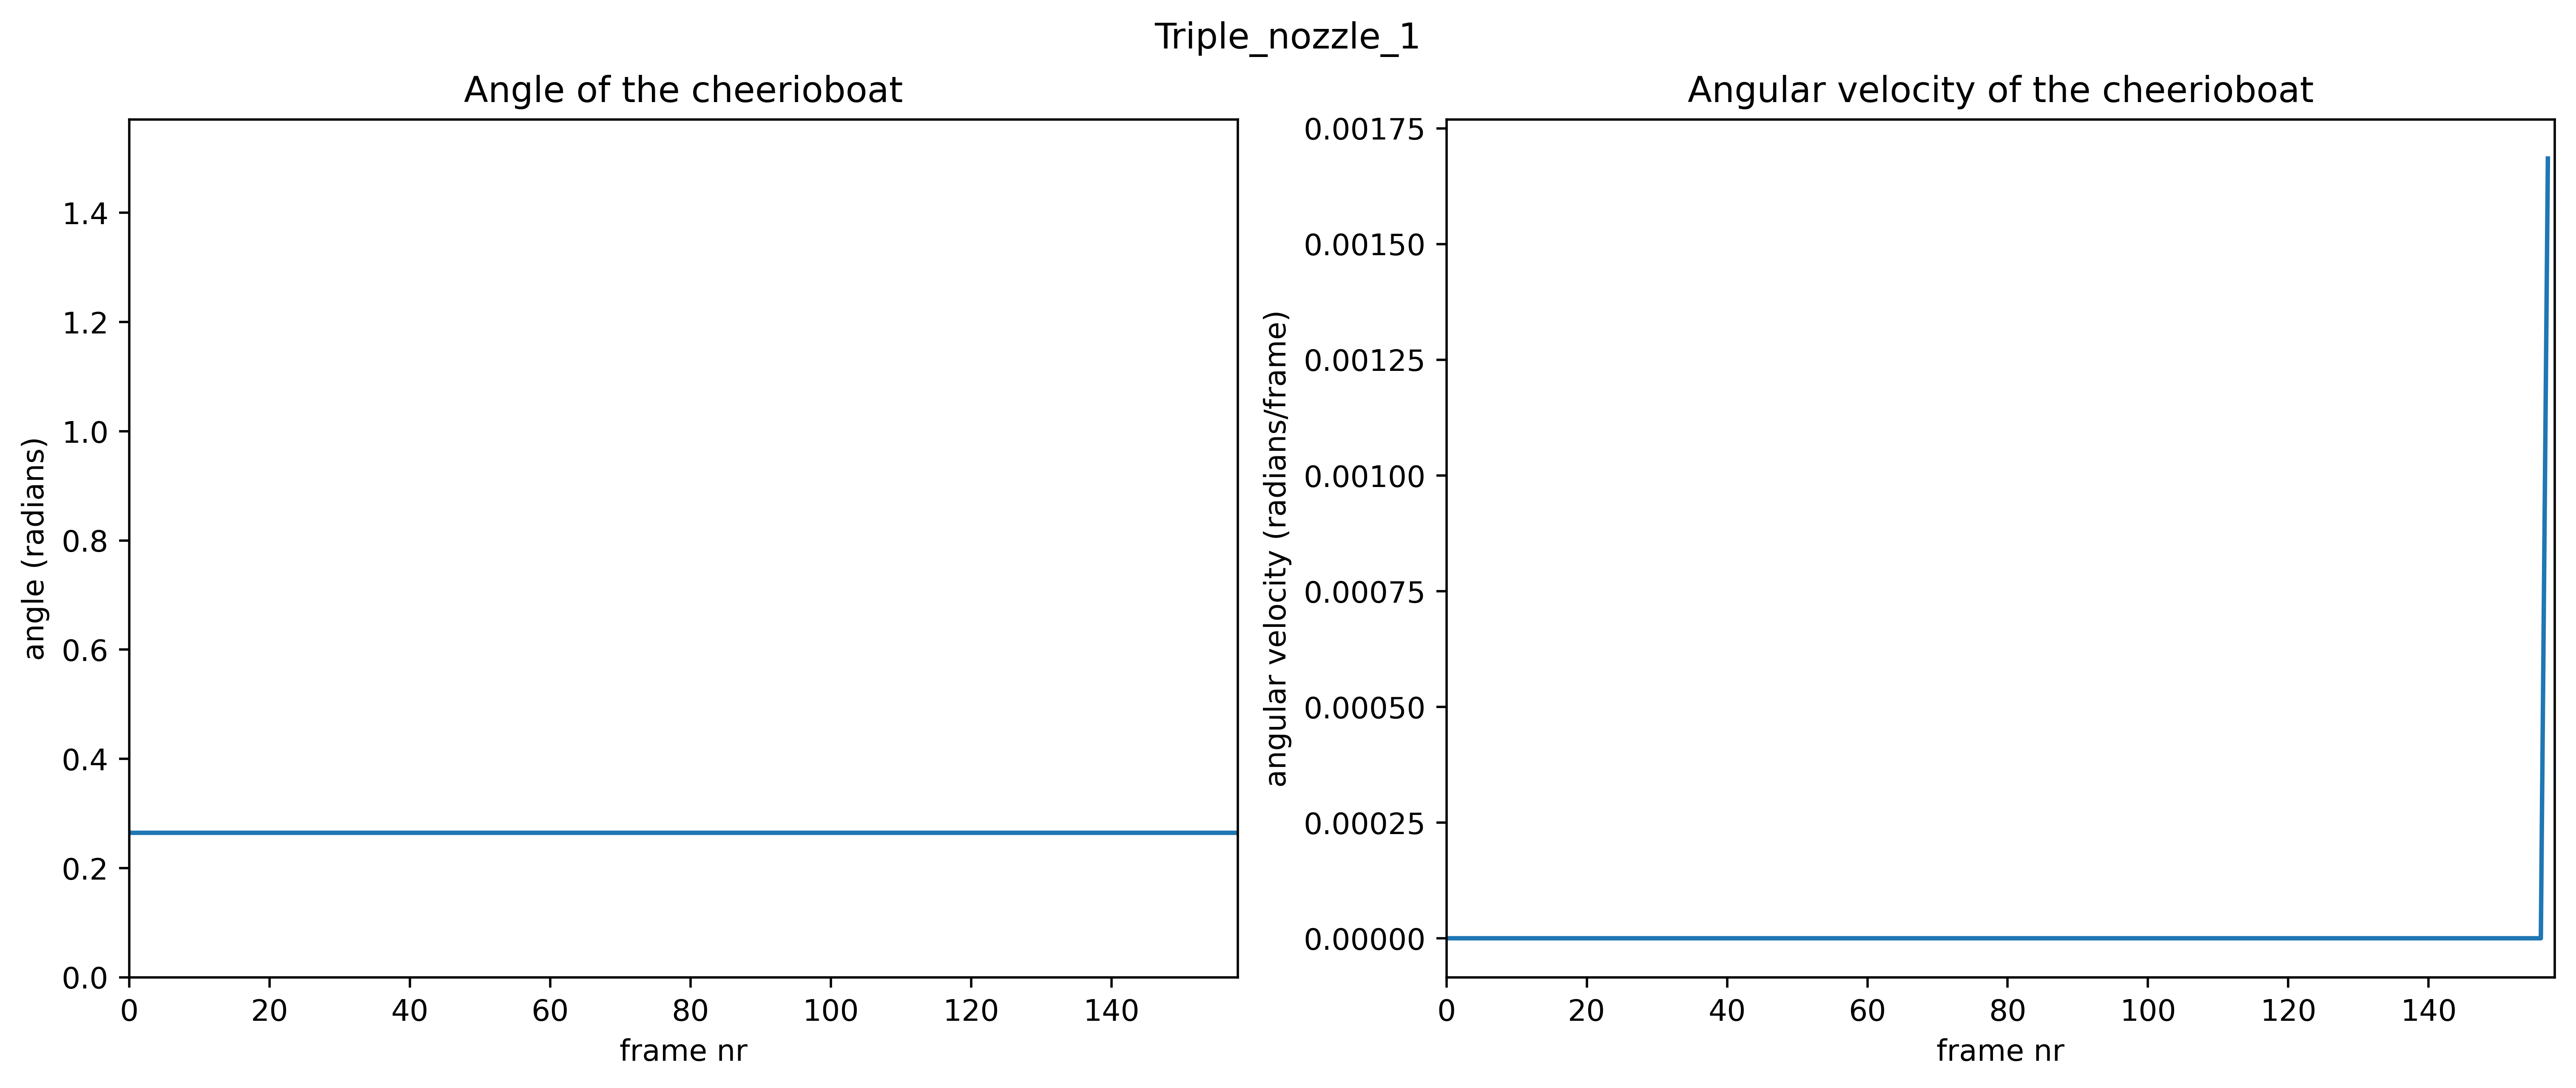 Triple_nozzle_1
Angle of the cheerioboat
angle (radians)
1.4
1.2
1.0
0.8
0.6
0.4
0.2
0.0
0 20 40 60 80 100 120 140
frame nr
Angular velocity of the cheerioboat
angular velocity (radians/frame)
0.00175
0.00150
0.00125
0.00100
0.00075
0.00050
0.00025
0.00000
0 20 40 60 80 100 120 140
frame nr